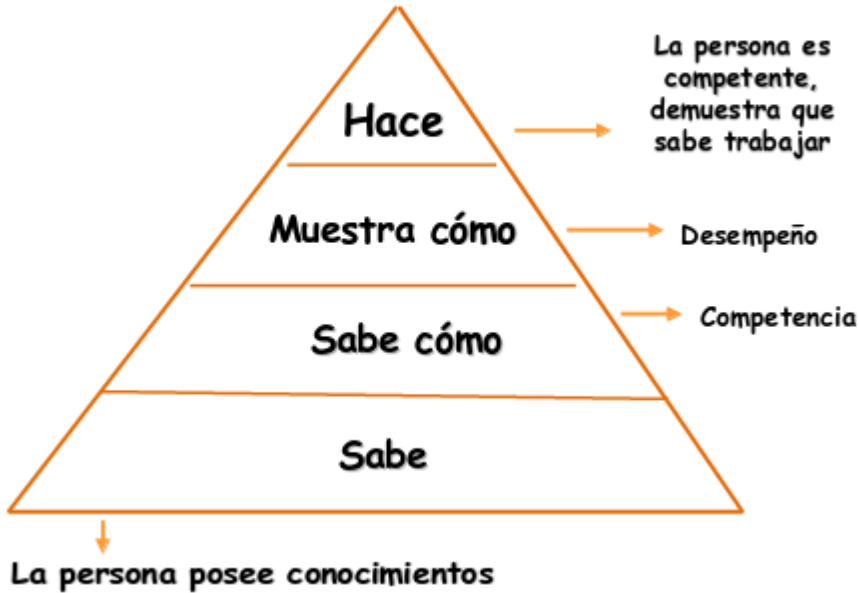 Hace
La persona es
competente,
demuestra que
sabe trabajar
Muestra cómo
Desempeño
Sabe cómo
Competencia
Sabe
La persona posee conocimientos